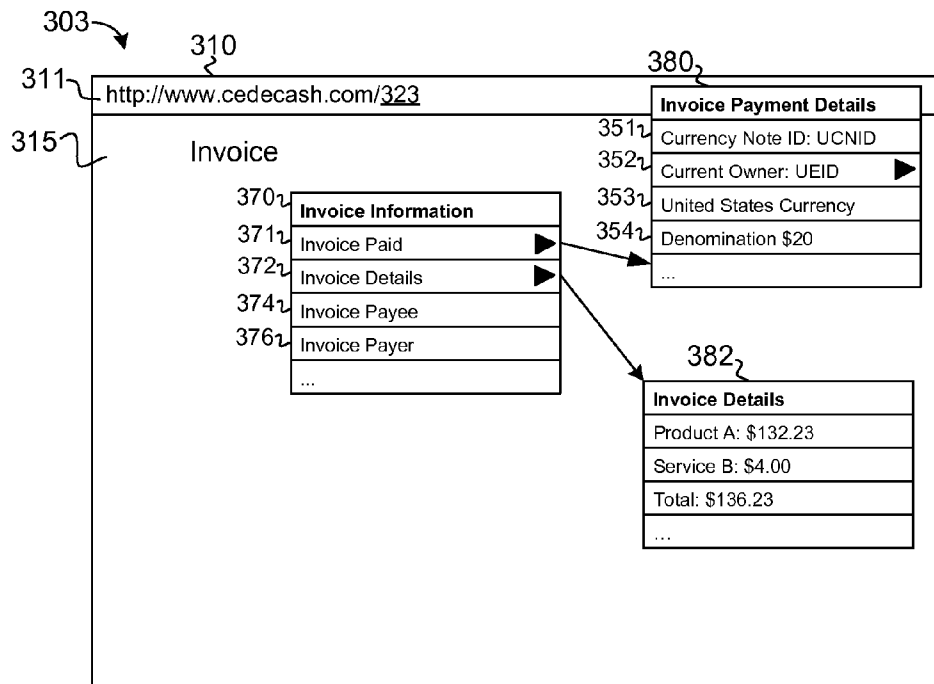 303
310
311
http://www.cedecash.com/323
380
Invoice Payment Details
351
Currency Note ID: UCNID
352
Current Owner: UEID
353
United States Currency
354
Denomination $20
...
315
Invoice
370
Invoice Information
371
Invoice Paid
372
Invoice Details
374
Invoice Payee
376
Invoice Payer
...
382
Invoice Details
Product A: $132.23
Service B: $4.00
Total: $136.23
...